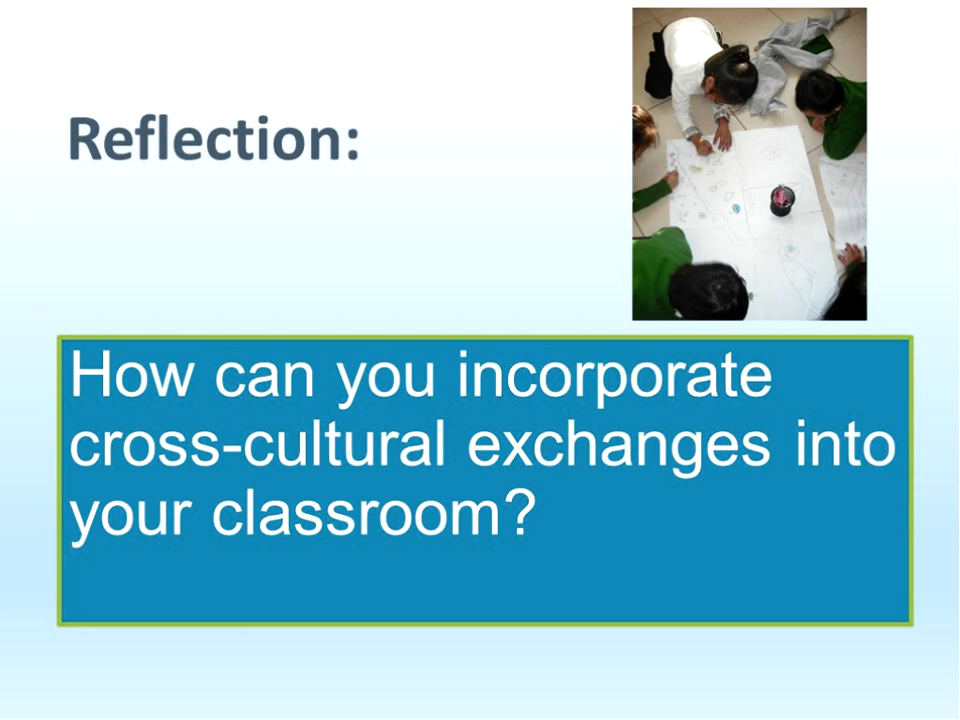 Reflection:
How can you incorporate
cross-cultural exchanges into
your classroom?